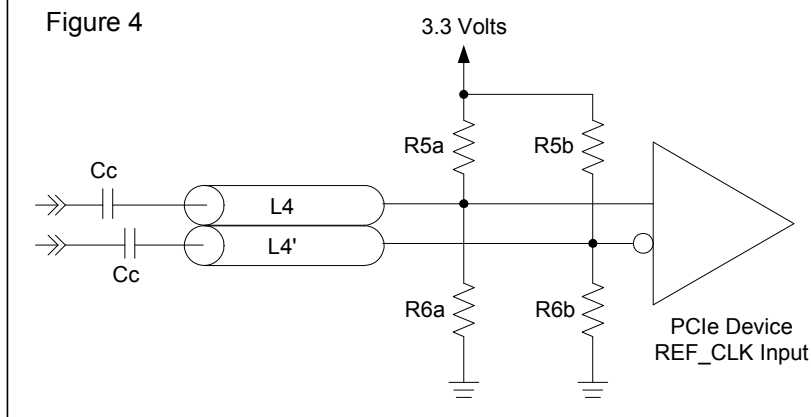 Figure 4
3.3 Volts
R5a
R5b
Cc
L4
L4'
Cc
R6a
R6b
PCIe Device
REF_CLK Input